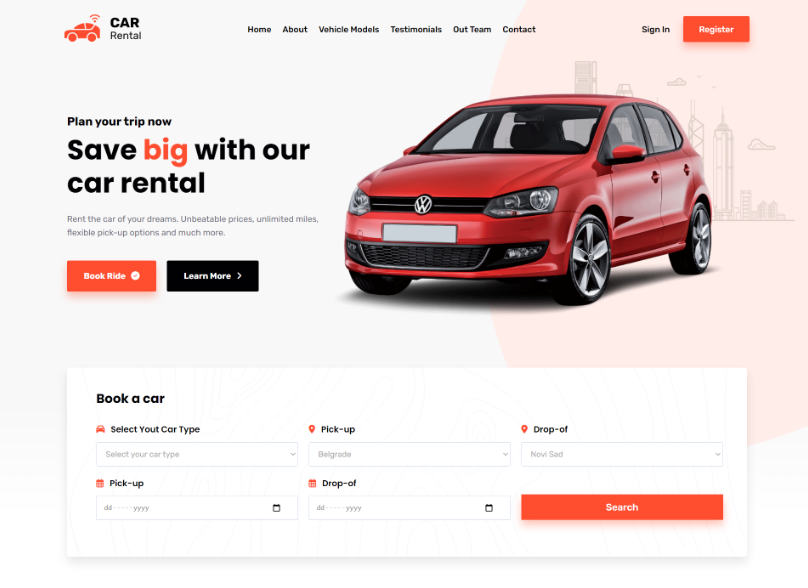 CAR
Rental
Home About Vehicle Models Testimonials Out Team Contact
Sign In Register
Plan your trip now
Save big with our
car rental
Rent the car of your dreams. Unbeatable prices, unlimited miles,
flexible pick-up options and much more.
Book Ride Learn More
Book a car
Select Yout Car Type Pick-up Drop-of
Select your car type Belgrade Novi Sad
Pick-up Drop-of
dd-----yyyy dd-----yyyy Search